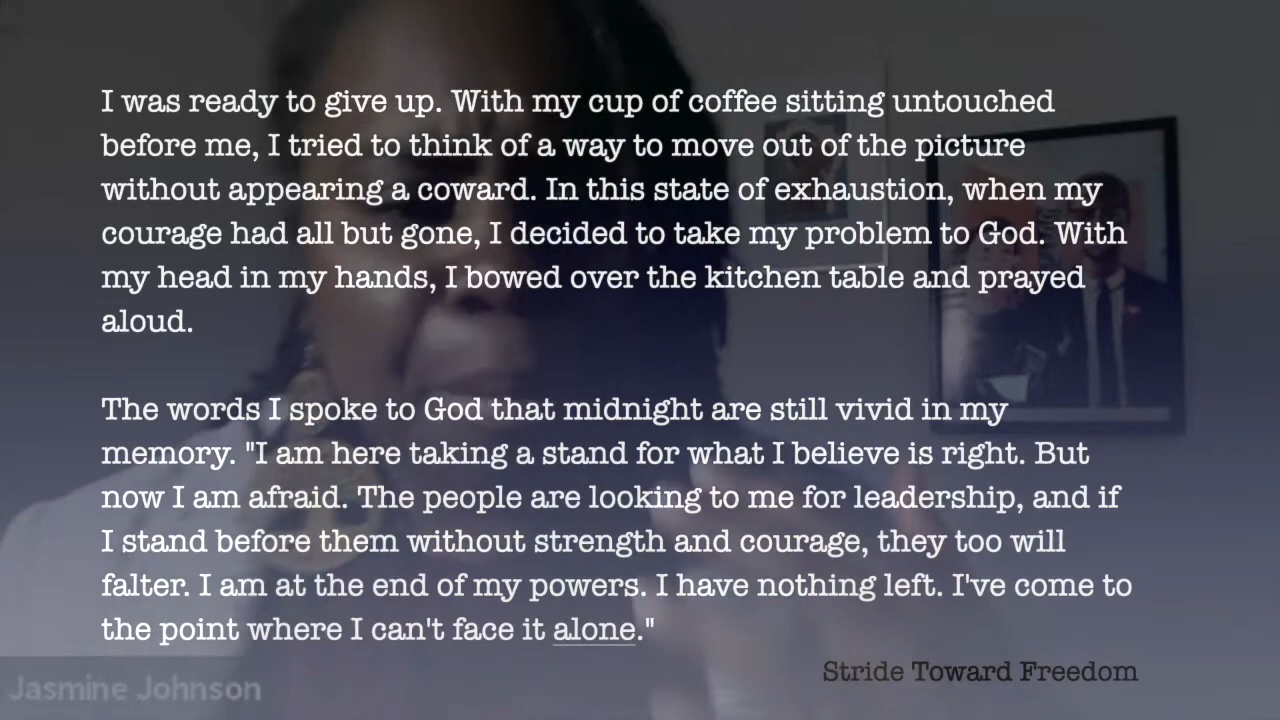 I was ready to give up. With my cup of coffee sitting untouched
before me, I tried to think of a way to move out of the picture
without appearing a coward. In this state of exhaustion, when my
courage had all but gone, I decided to take my problem to God. With
my head in my hands, I bowed over the kitchen table and prayed
aloud.
The words I spoke to God that midnight are still vivid in my
memory. "I am here taking a stand for what I believe is right. But
now I am afraid. The people are looking to me for leadership, and if
I stand before them without strength and courage, they too will
falter. I am at the end of my powers. I have nothing left. I've come to
the point where I can't face it alone."
Stride Toward Freedom
Jasmine Johnson